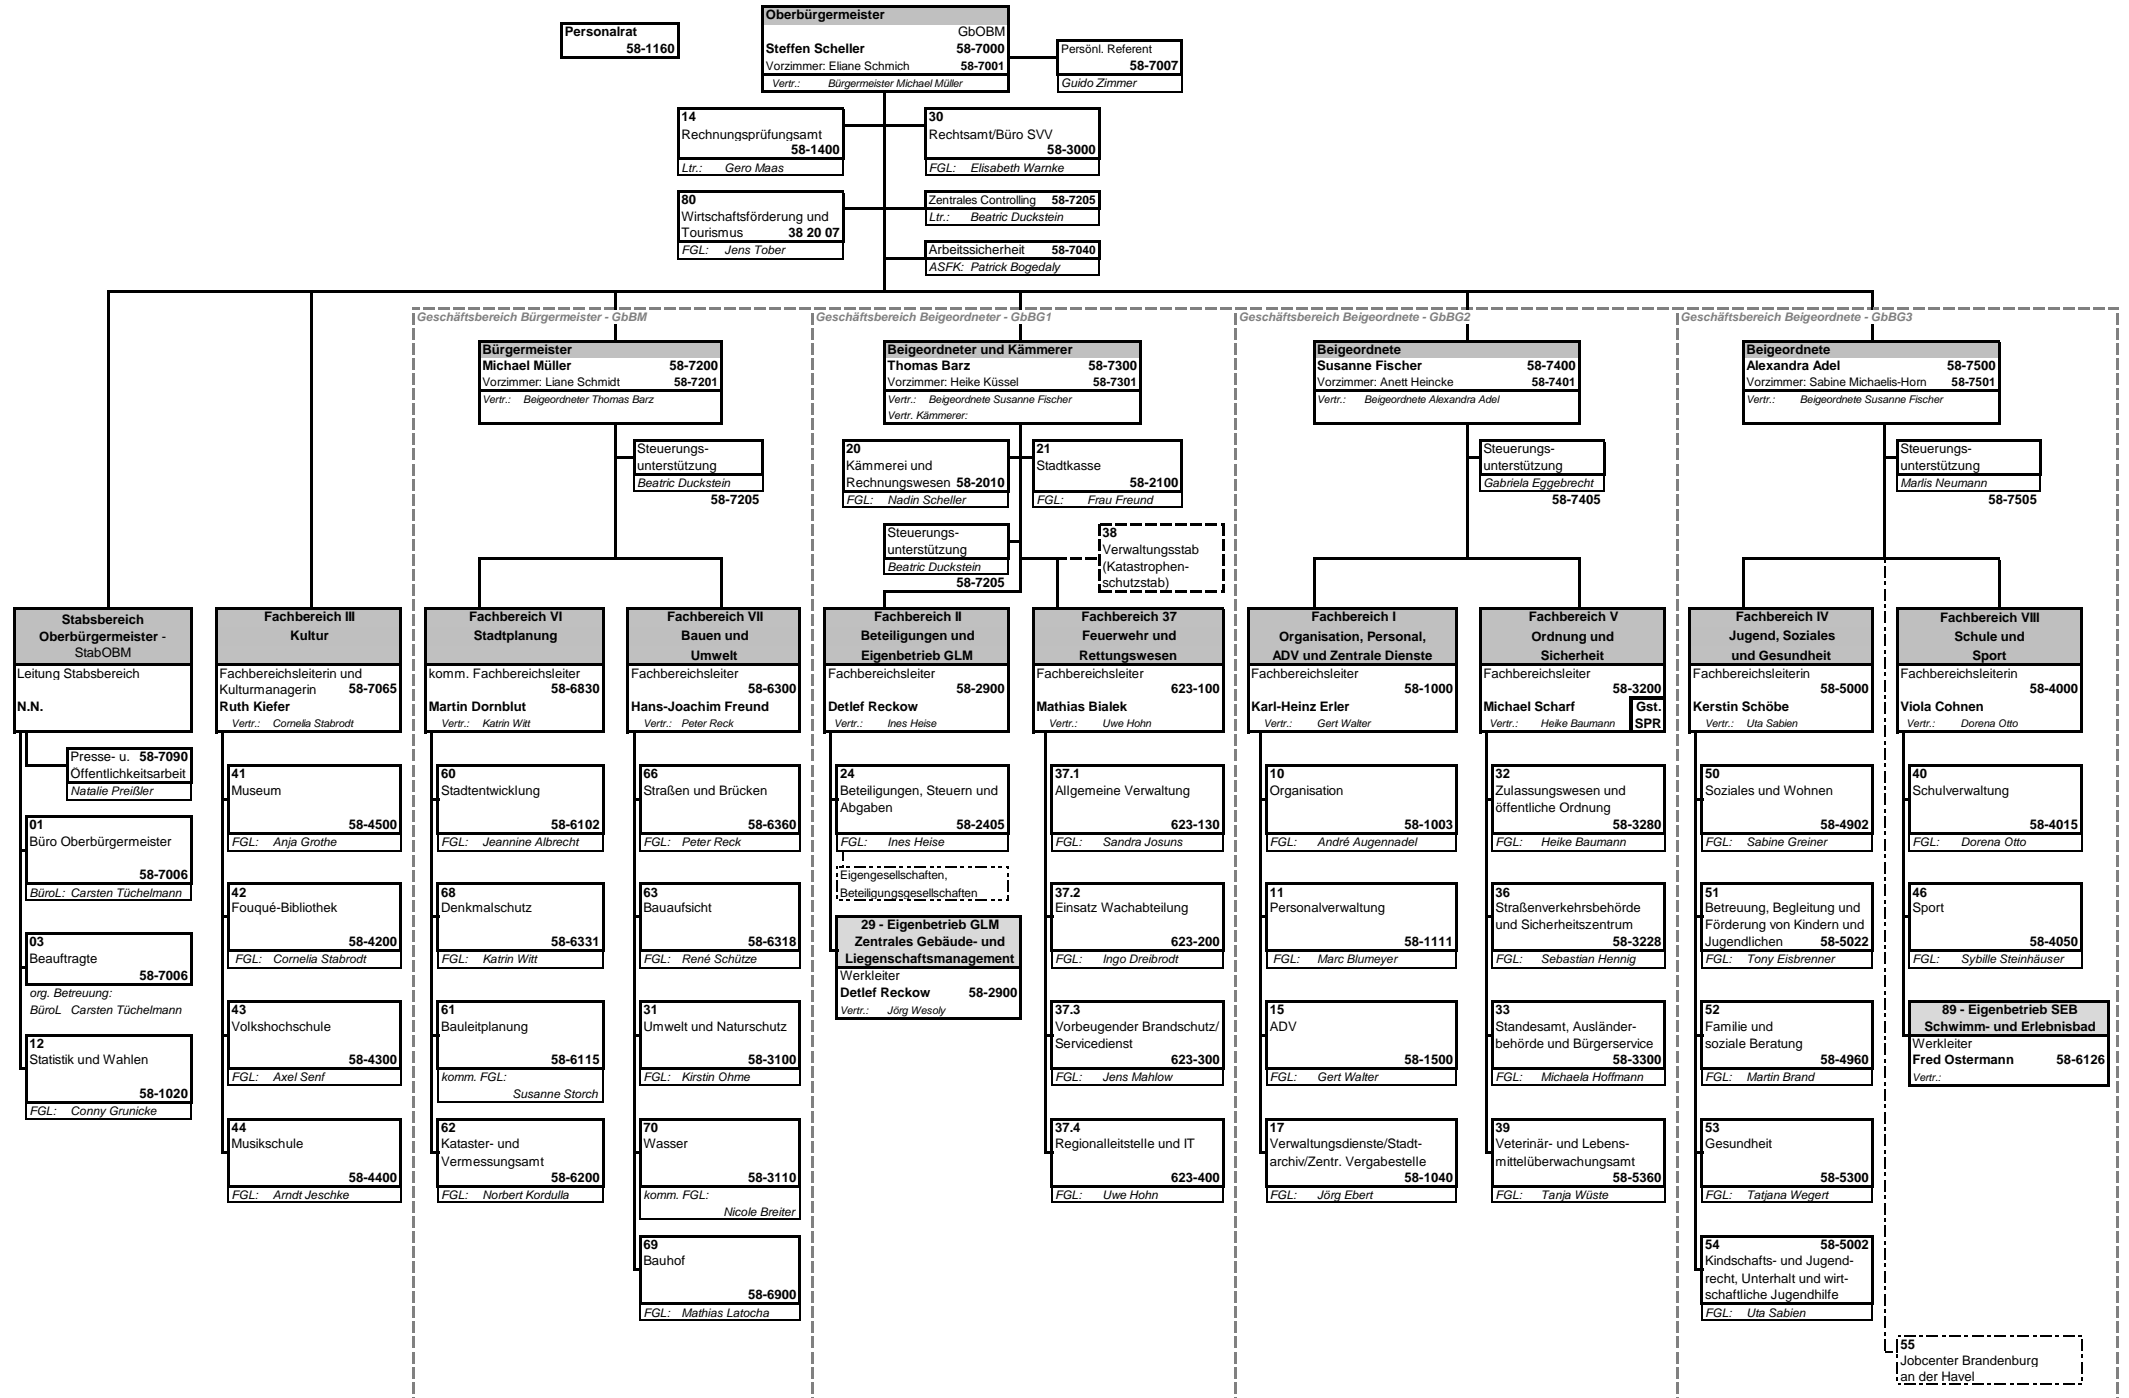 Personalrat
58-1160
Oberbürgermeister
GbOBM
Steffen Scheller 58-7000
Vorzimmer: Eliane Schmich 58-7001
Vertr.: Bürgermeister Michael Müller
Persönl. Referent
58-7007
Guido Zimmer
14
Rechnungsprüfungsamt
58-1400
Ltr.: Gero Maas
30
Rechtsamt/Büro SVV
58-3000
FGL: Elisabeth Warnke
80
Wirtschaftsförderung und
Tourismus 38 20 07
FGL: Jens Tober
Zentrales Controlling 58-7205
Ltr.: Beatric Duckstein
Arbeitssicherheit 58-7040
ASFK: Patrick Bogedaly
Geschäftsbereich Bürgermeister - GbBM
Bürgermeister
Michael Müller 58-7200
Vorzimmer: Liane Schmidt 58-7201
Vertr.: Beigeordneter Thomas Barz
Steuerungs-
unterstützung
Beatric Duckstein
58-7205
Geschäftsbereich Beigeordneter - GbBG1
Beigeordneter und Kämmerer
Thomas Barz 58-7300
Vorzimmer: Heike Küssel 58-7301
Vertr.: Beigeordnete Susanne Fischer
Vertr. Kämmerer:
20
Kämmerei und
Rechnungswesen 58-2010
FGL: Nadin Scheller
21
Stadtkasse
58-2100
FGL: Frau Freund
Steuerungs-
unterstützung
Beatric Duckstein
58-7205
38
Verwaltungsstab
(Katastrophen-
schutzstab)
Geschäftsbereich Beigeordnete - GbBG2
Beigeordnete
Susanne Fischer 58-7400
Vorzimmer: Anett Heincke 58-7401
Vertr.: Beigeordnete Alexandra Adel
Steuerungs-
unterstützung
Gabriela Eggebrecht
58-7405
Geschäftsbereich Beigeordnete - GbBG3
Beigeordnete
Alexandra Adel 58-7500
Vorzimmer: Sabine Michaelis-Horn 58-7501
Vertr.: Beigeordnete Susanne Fischer
Steuerungs-
unterstützung
Marlis Neumann
58-7505
Stabsbereich
Oberbürgermeister -
StabOBM
Leitung Stabsbereich
N.N.
Presse- u. 58-7090
Öffentlichkeitsarbeit
Natalie Preißler
01
Büro Oberbürgermeister
58-7006
BüroL: Carsten Tüchelmann
03
Beauftragte
58-7006
org. Betreuung:
BüroL Carsten Tüchelmann
12
Statistik und Wahlen
58-1020
FGL: Conny Grunicke
Fachbereich III
Kultur
Fachbereichsleiterin und
Kulturmanagerin 58-7065
Ruth Kiefer
Vertr.: Cornelia Stabrodt
41
Museum
58-4500
FGL: Anja Grothe
42
Fouqué-Bibliothek
58-4200
FGL: Cornelia Stabrodt
43
Volkshochschule
58-4300
FGL: Axel Senf
44
Musikschule
58-4400
FGL: Arndt Jeschke
Fachbereich VI
Stadtplanung
komm. Fachbereichsleiter
58-6830
Martin Dornblut
Vertr.: Katrin Witt
60
Stadtentwicklung
58-6102
FGL: Jeannine Albrecht
68
Denkmalschutz
58-6331
FGL: Katrin Witt
61
Bauleitplanung
58-6115
komm. FGL:
Susanne Storch
62
Kataster- und
Vermessungsamt
58-6200
FGL: Norbert Kordulla
Fachbereich VII
Bauen und
Umwelt
Fachbereichsleiter
58-6300
Hans-Joachim Freund
Vertr.: Peter Reck
66
Straßen und Brücken
58-6360
FGL: Peter Reck
63
Bauaufsicht
58-6318
FGL: René Schütze
31
Umwelt und Naturschutz
58-3100
FGL: Kirstin Ohme
70
Wasser
58-3110
komm. FGL:
Nicole Breiter
69
Bauhof
58-6900
FGL: Mathias Latocha
Fachbereich II
Beteiligungen und
Eigenbetrieb GLM
Fachbereichsleiter
58-2900
Detlef Reckow
Vertr.: Ines Heise
24
Beteiligungen, Steuern und
Abgaben
58-2405
FGL: Ines Heise
Eigengesellschaften,
Beteiligungsgesellschaften
29 - Eigenbetrieb GLM
Zentrales Gebäude- und
Liegenschaftsmanagement
Werkleiter
Detlef Reckow 58-2900
Vertr.: Jörg Wesoly
Fachbereich 37
Feuerwehr und
Rettungswesen
Fachbereichsleiter
623-100
Mathias Bialek
Vertr.: Uwe Hohn
37.1
Allgemeine Verwaltung
623-130
FGL: Sandra Josuns
37.2
Einsatz Wachabteilung
623-200
FGL: Ingo Dreibrodt
37.3
Vorbeugender Brandschutz/
Servicedienst
623-300
FGL: Jens Mahlow
37.4
Regionalleitstelle und IT
623-400
FGL: Uwe Hohn
Fachbereich I
Organisation, Personal,
ADV und Zentrale Dienste
Fachbereichsleiter
58-1000
Karl-Heinz Erler
Vertr.: Gert Walter
10
Organisation
58-1003
FGL: André Augennadel
11
Personalverwaltung
58-1111
FGL: Marc Blumeyer
15
ADV
58-1500
FGL: Gert Walter
17
Verwaltungsdienste/Stadt-
archiv/Zentr. Vergabestelle
58-1040
FGL: Jörg Ebert
Fachbereich V
Ordnung und
Sicherheit
Fachbereichsleiter
58-3200
Michael Scharf Gst.
Vertr.: Heike Baumann SPR
32
Zulassungswesen und
öffentliche Ordnung
58-3280
FGL: Heike Baumann
36
Straßenverkehrsbehörde
und Sicherheitszentrum
58-3228
FGL: Sebastian Hennig
33
Standesamt, Ausländer-
behörde und Bürgerservice
58-3300
FGL: Michaela Hoffmann
39
Veterinär- und Lebens-
mittelüberwachungsamt
58-5360
FGL: Tanja Wüste
Fachbereich IV
Jugend, Soziales
und Gesundheit
Fachbereichsleiterin
58-5000
Kerstin Schöbe
Vertr.: Uta Sabien
50
Soziales und Wohnen
58-4902
FGL: Sabine Greiner
51
Betreuung, Begleitung und
Förderung von Kindern und
Jugendlichen 58-5022
FGL: Tony Eisbrenner
52
Familie und
soziale Beratung
58-4960
FGL: Martin Brand
53
Gesundheit
58-5300
FGL: Tatjana Wegert
54 58-5002
Kindschafts- und Jugend-
recht, Unterhalt und wirt-
schaftliche Jugendhilfe
FGL: Uta Sabien
Fachbereich VIII
Schule und
Sport
Fachbereichsleiterin
58-4000
Viola Cohnen
Vertr.: Dorena Otto
40
Schulverwaltung
58-4015
FGL: Dorena Otto
46
Sport
58-4050
FGL: Sybille Steinhäuser
89 - Eigenbetrieb SEB
Schwimm- und Erlebnisbad
Werkleiter
Fred Ostermann 58-6126
Vertr.:
55
Jobcenter Brandenburg
an der Havel